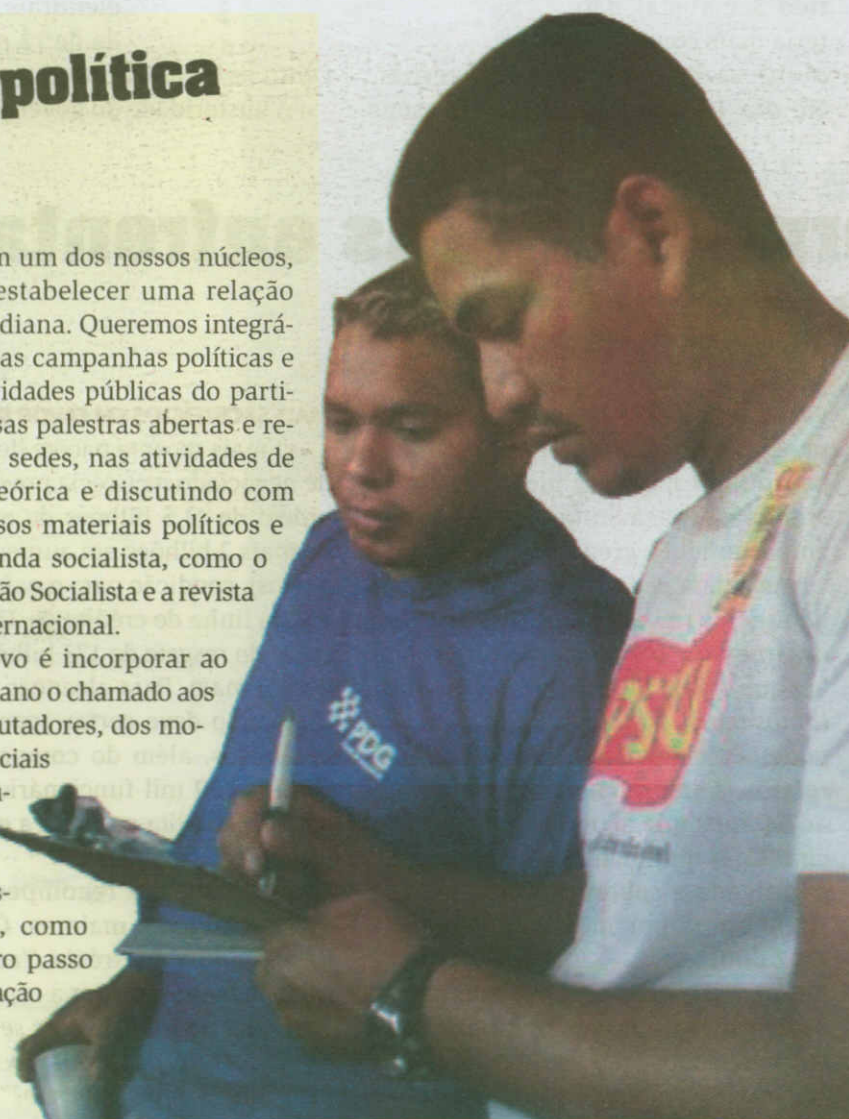 política
m um dos nossos núcleos,
estabelecer uma relação
diana. Queremos integrá-
as campanhas políticas e
idades públicas do parti-
sas palestras abertas e re-
sedes, nas atividades de
eórica e discutindo com
sos materiais políticos e
nda socialista, como o
ão Socialista e a revista
ernacional.
vo é incorporar ao
ano o chamado aos
utadores, dos mo-
ciais
, como
ro passo
ação
PDG
PSU